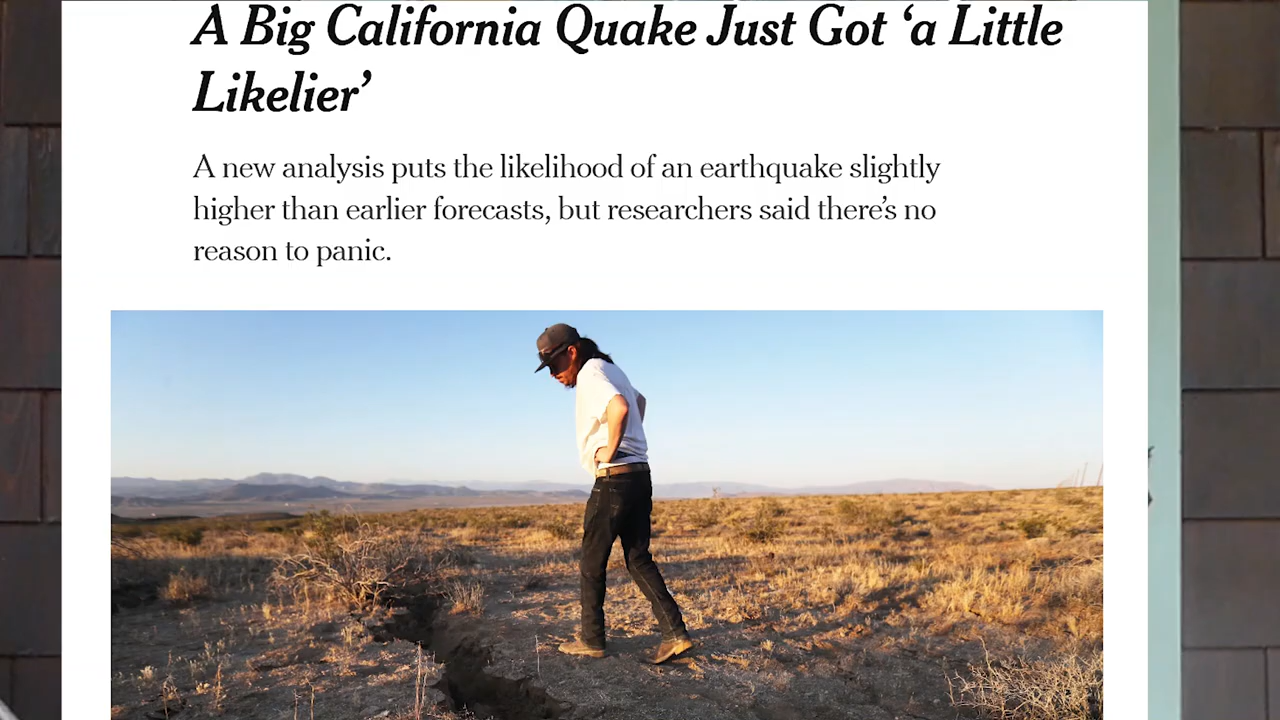 A Big California Quake Just Got ‘a Little
Likelier’
A new analysis puts the likelihood of an earthquake slightly
higher than earlier forecasts, but researchers said there’s no
reason to panic.